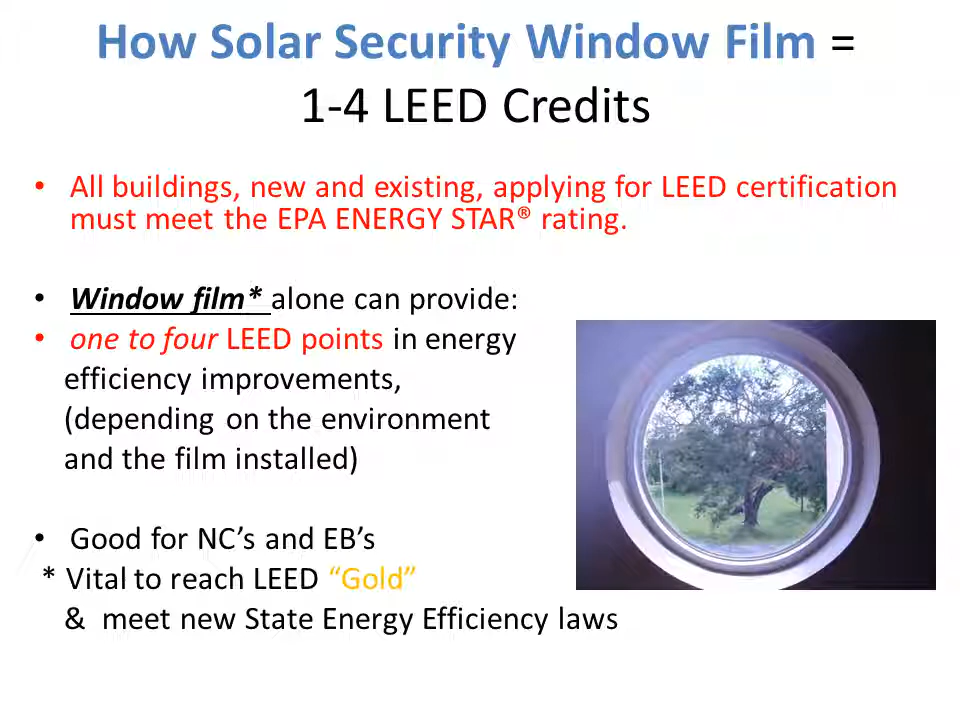 How Solar Security Window Film =
1-4 LEED Credits
• All buildings, new and existing, applying for LEED certification
must meet the EPA ENERGY STAR® rating.
• Window film* alone can provide:
• one to four LEED points in energy
efficiency improvements,
(depending on the environment
and the film installed)
• Good for NC’s and EB’s
* Vital to reach LEED “Gold”
& meet new State Energy Efficiency laws